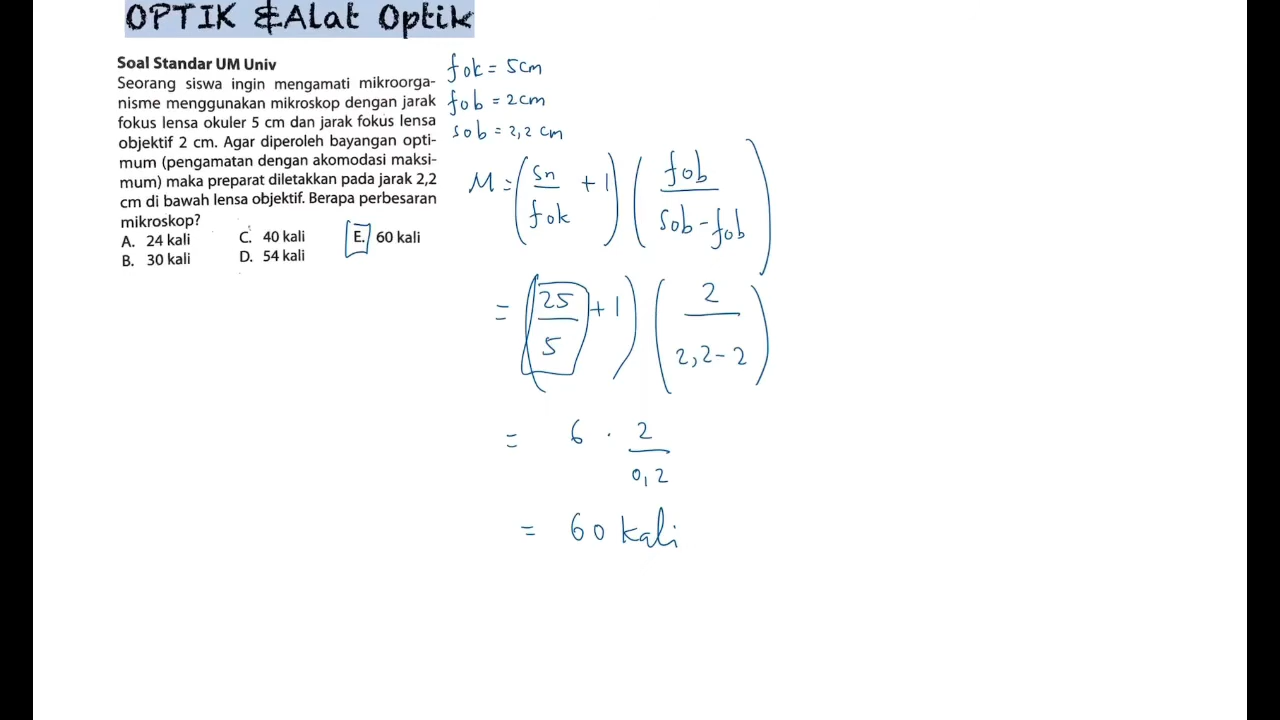 OPTIK &Alat Optik
Soal Standar UM Univ
Seorang siswa ingin mengamati mikroorga-
nisme menggunakan mikroskop dengan jarak
fokus lensa okuler 5 cm dan jarak fokus lensa
objektif 2 cm. Agar diperoleh bayangan opti-
mum (pengamatan dengan akomodasi maksi-
mum) maka preparat diletakkan pada jarak 2,2
cm di bawah lensa objektif. Berapa perbesaran
mikroskop?
A. 24 kali C. 40 kali E. 60 kali
B. 30 kali D. 54 kali
fok = 5cm
fob = 2cm
sob = 2,2 cm
M = (sn/fok + 1) (fob/sob-fob)
= (25/5 + 1) (2/2,2-2)
= 6 . 2/0,2
= 60 kali